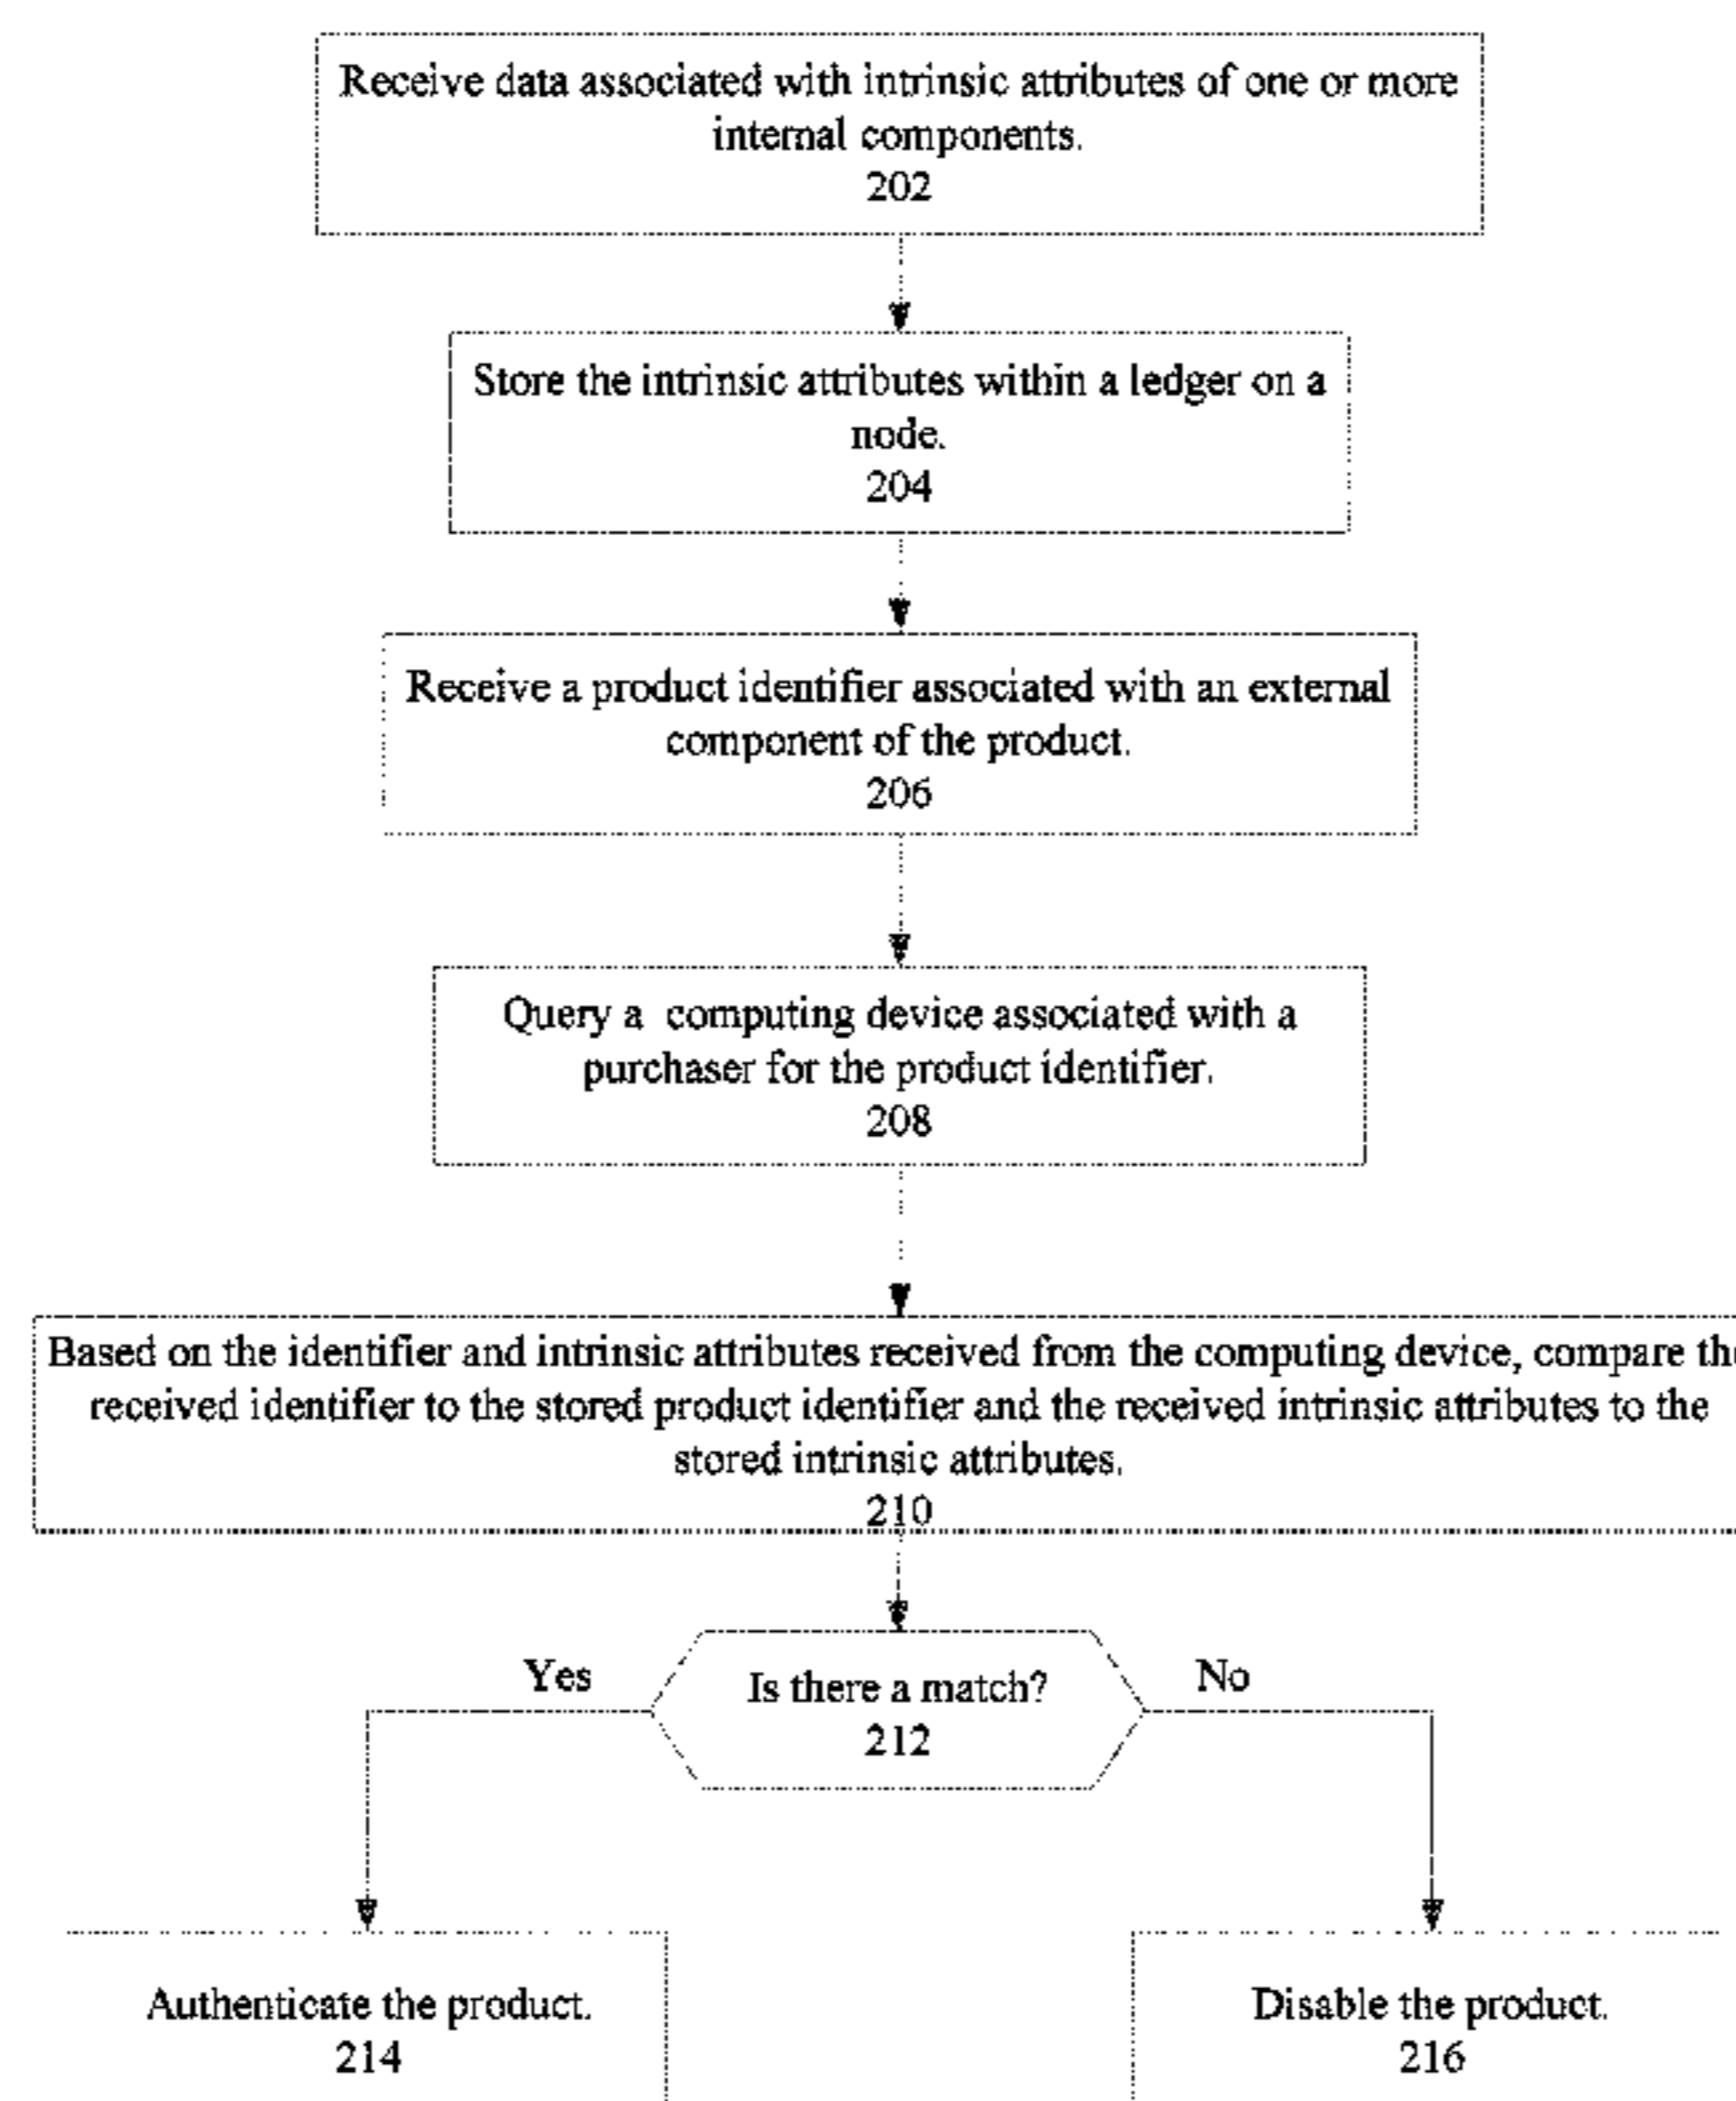 Receive data associated with intrinsic attributes of one or more
internal components.
202
Store the intrinsic attributes within a ledger on a
node.
204
Receive a product identifier associated with an external
component of the product.
206
Query a computing device associated with a
purchaser for the product identifier.
208
Based on the identifier and intrinsic attributes received from the computing device, compare the
received identifier to the stored product identifier and the received intrinsic attributes to the
stored intrinsic attributes.
210
Yes
Is there a match?
No
212
Authenticate the product.
214
Disable the product.
216